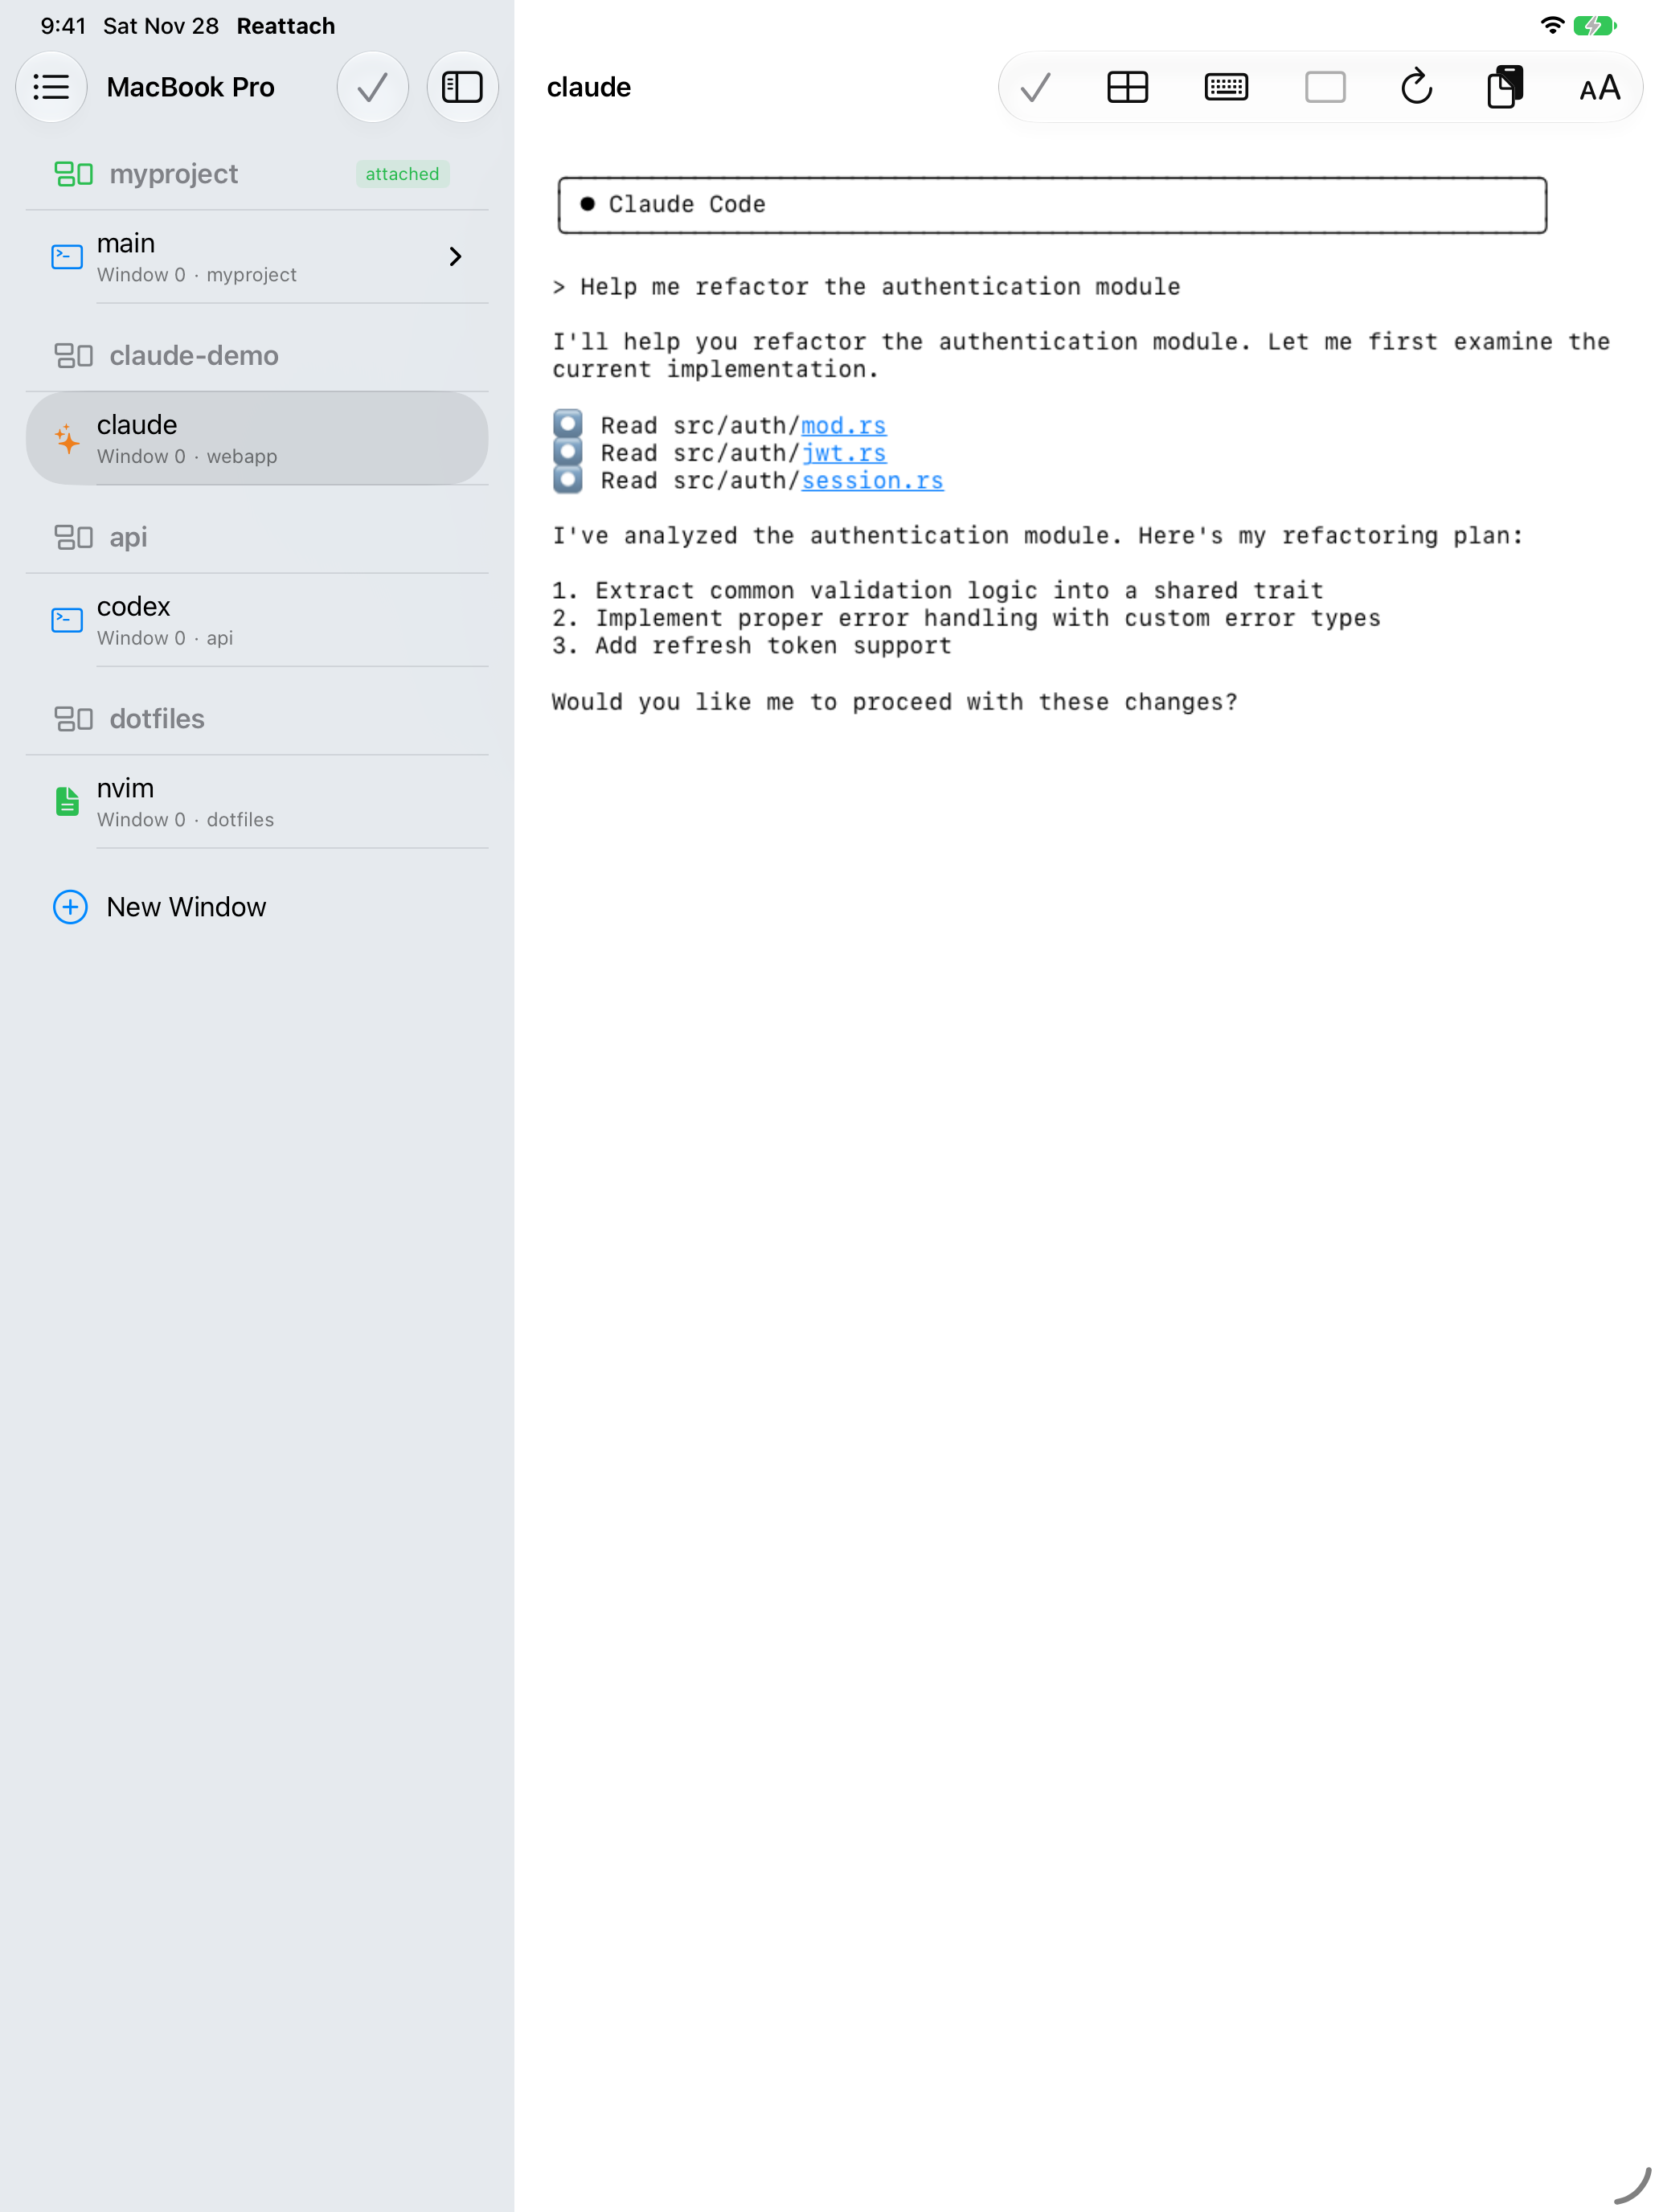 9:41 Sat Nov 28 Reattach
MacBook Pro
myproject attached
main
Window 0 · myproject
claude-demo
claude
Window 0 · webapp
api
codex
Window 0 · api
dotfiles
nvim
Window 0 · dotfiles
New Window
claude
AA
● Claude Code
> Help me refactor the authentication module
I'll help you refactor the authentication module. Let me first examine the
current implementation.
⏺ Read src/auth/mod.rs
⏺ Read src/auth/jwt.rs
⏺ Read src/auth/session.rs
I've analyzed the authentication module. Here's my refactoring plan:
1. Extract common validation logic into a shared trait
2. Implement proper error handling with custom error types
3. Add refresh token support
Would you like me to proceed with these changes?